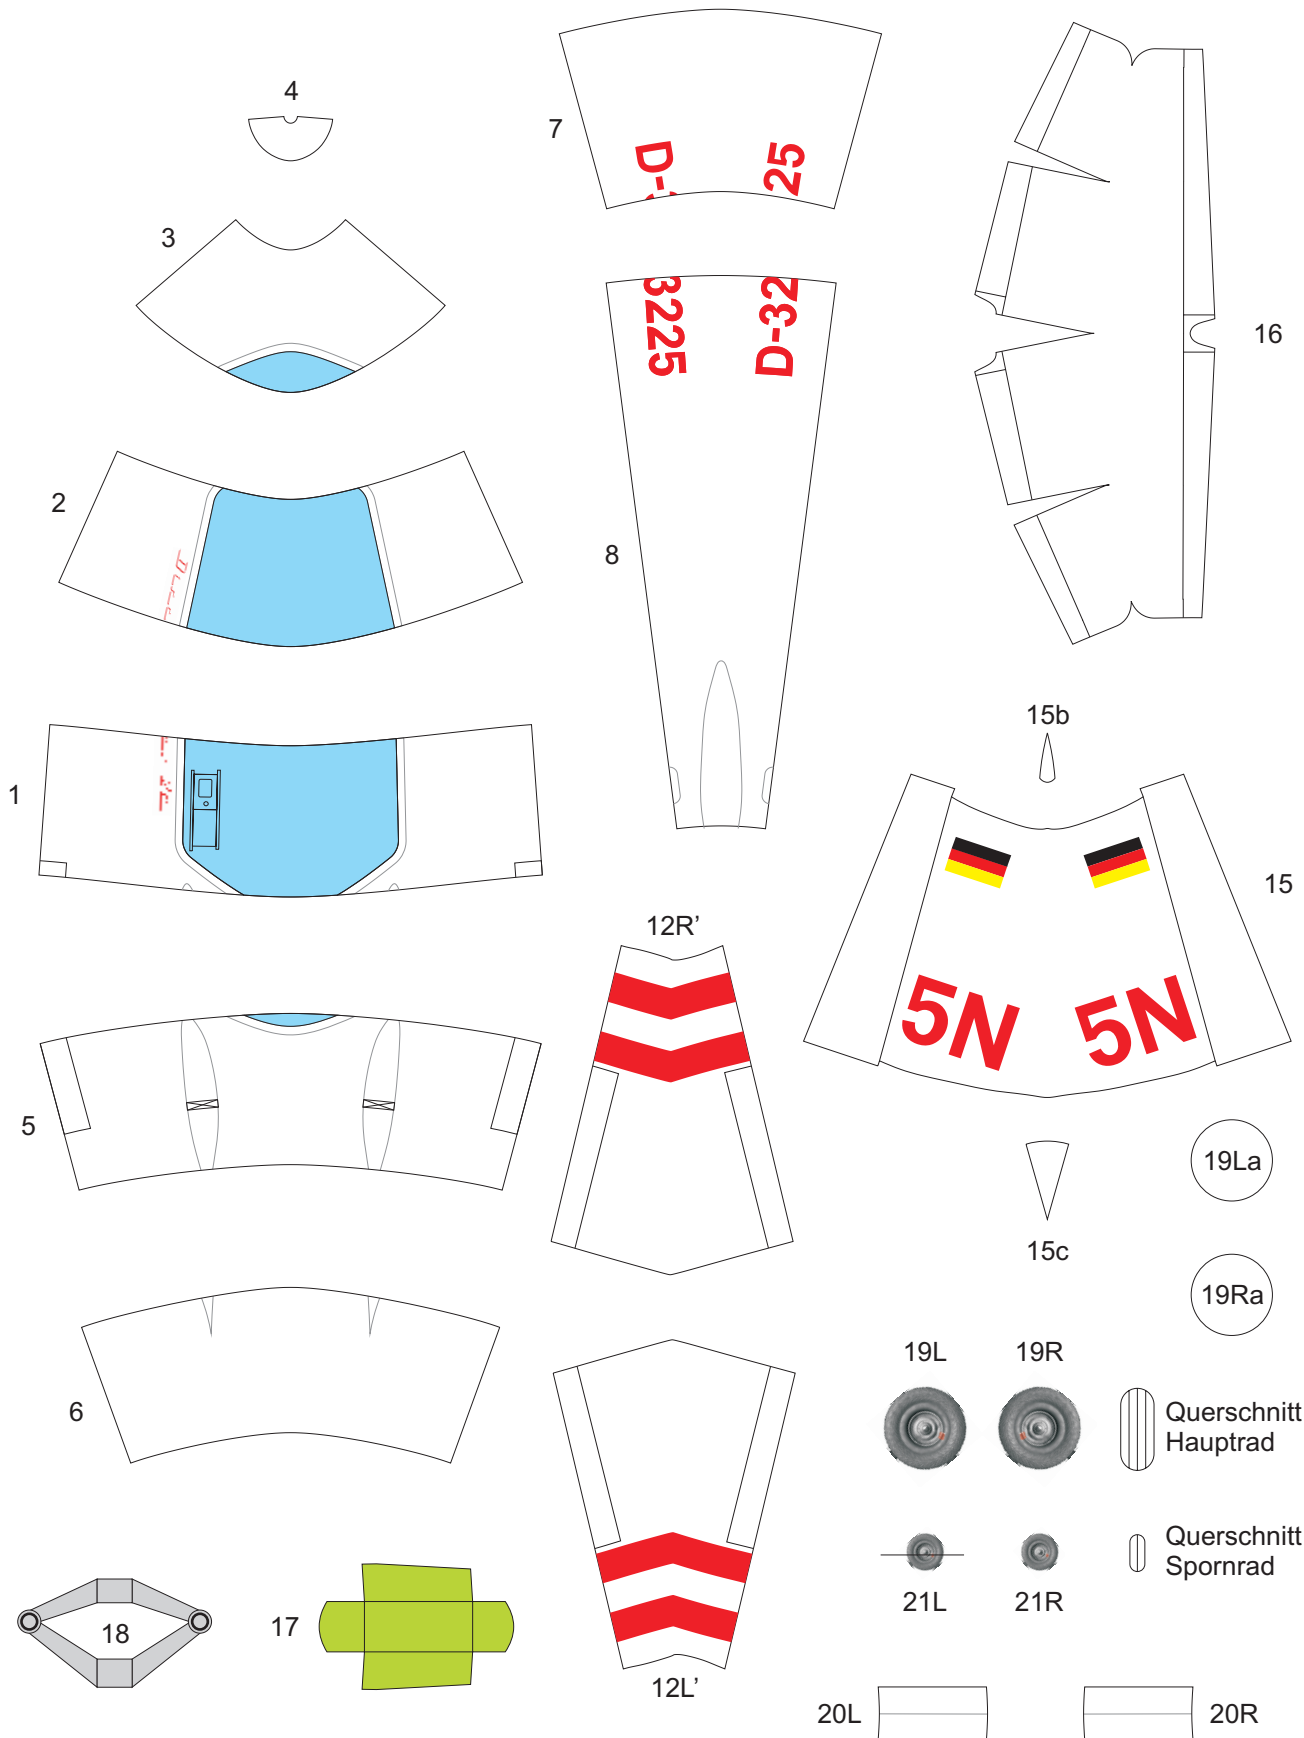 4
3
2
1
5
6
18
17
7
D-3
25
8
3225
D-32
12R’
12L’
16
15b
15
5N
5N
15c
19La
19Ra
19L
19R
Querschnitt
Hauptrad
Querschnitt
Spornrad
21L
21R
20L
20R